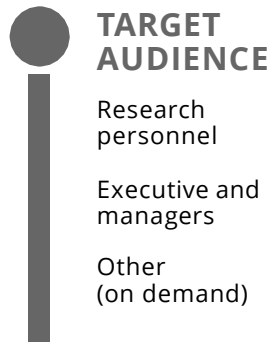 TARGET
AUDIENCE
Research
personnel
Executive and
managers
Other
(on demand)